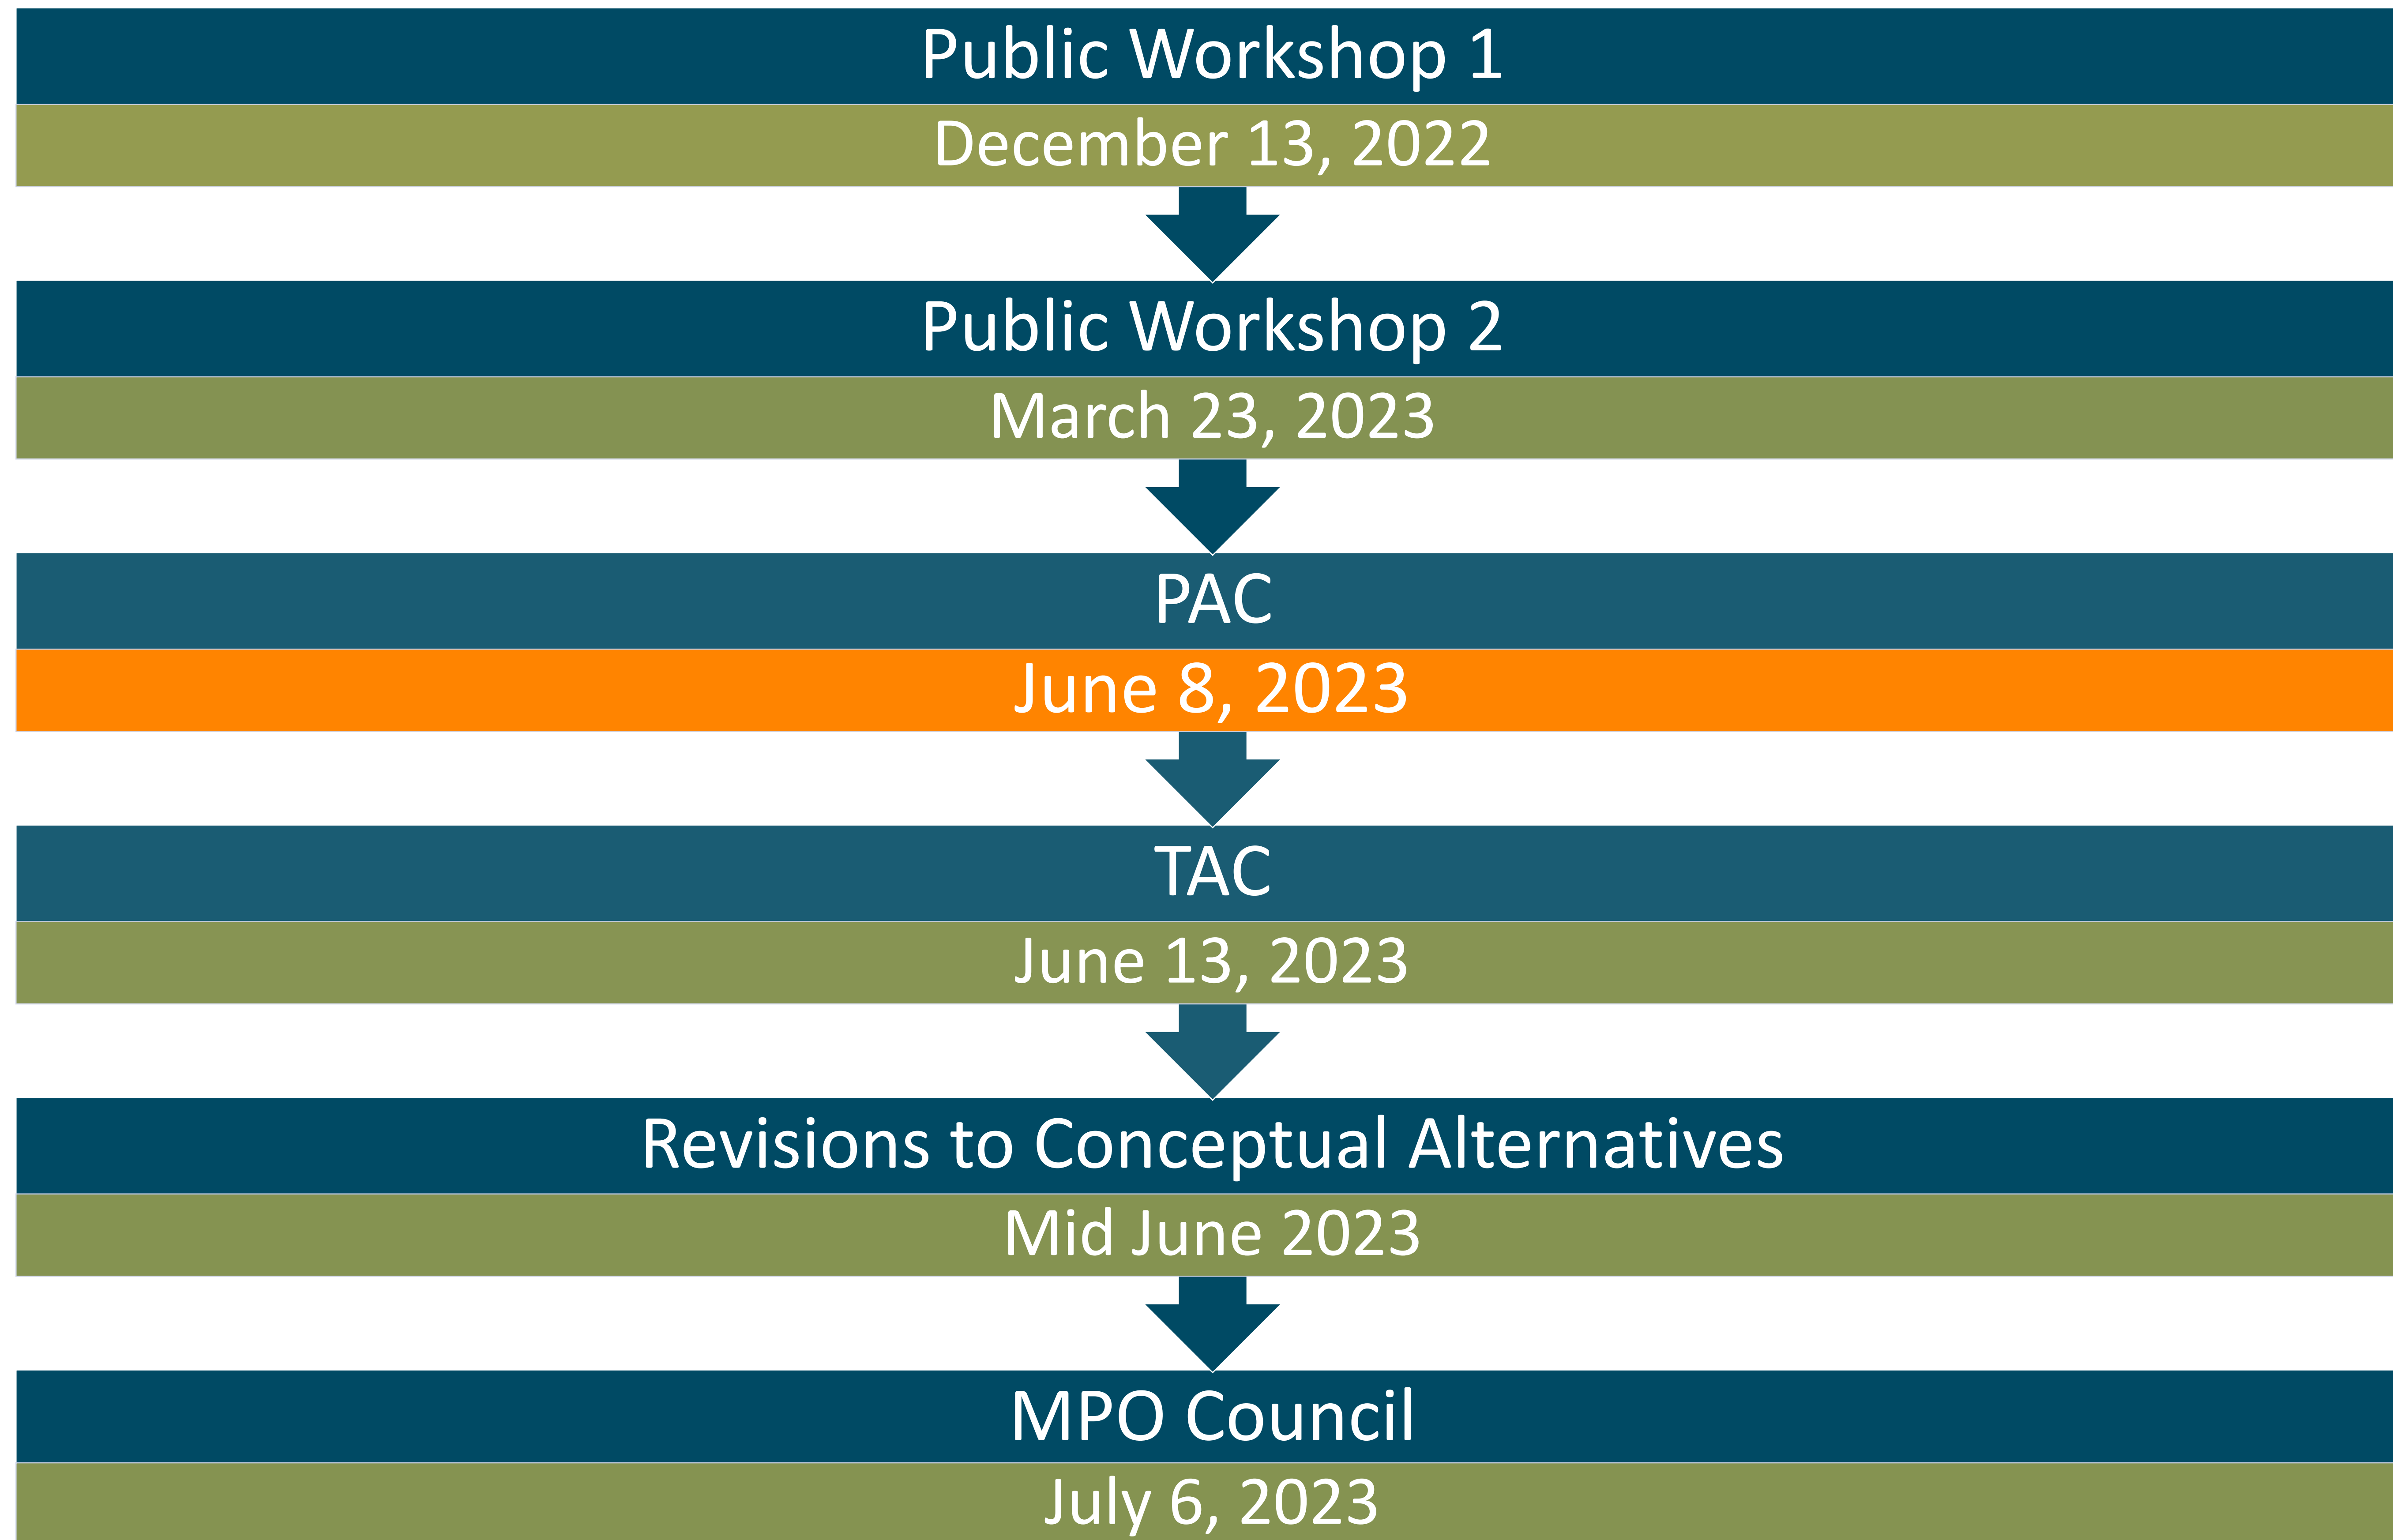 Public Workshop 1
December 13, 2022
Public Workshop 2
March 23, 2023
PAC
June 8, 2023
TAC
June 13, 2023
Revisions to Conceptual Alternatives
Mid June 2023
MPO Council
July 6, 2023